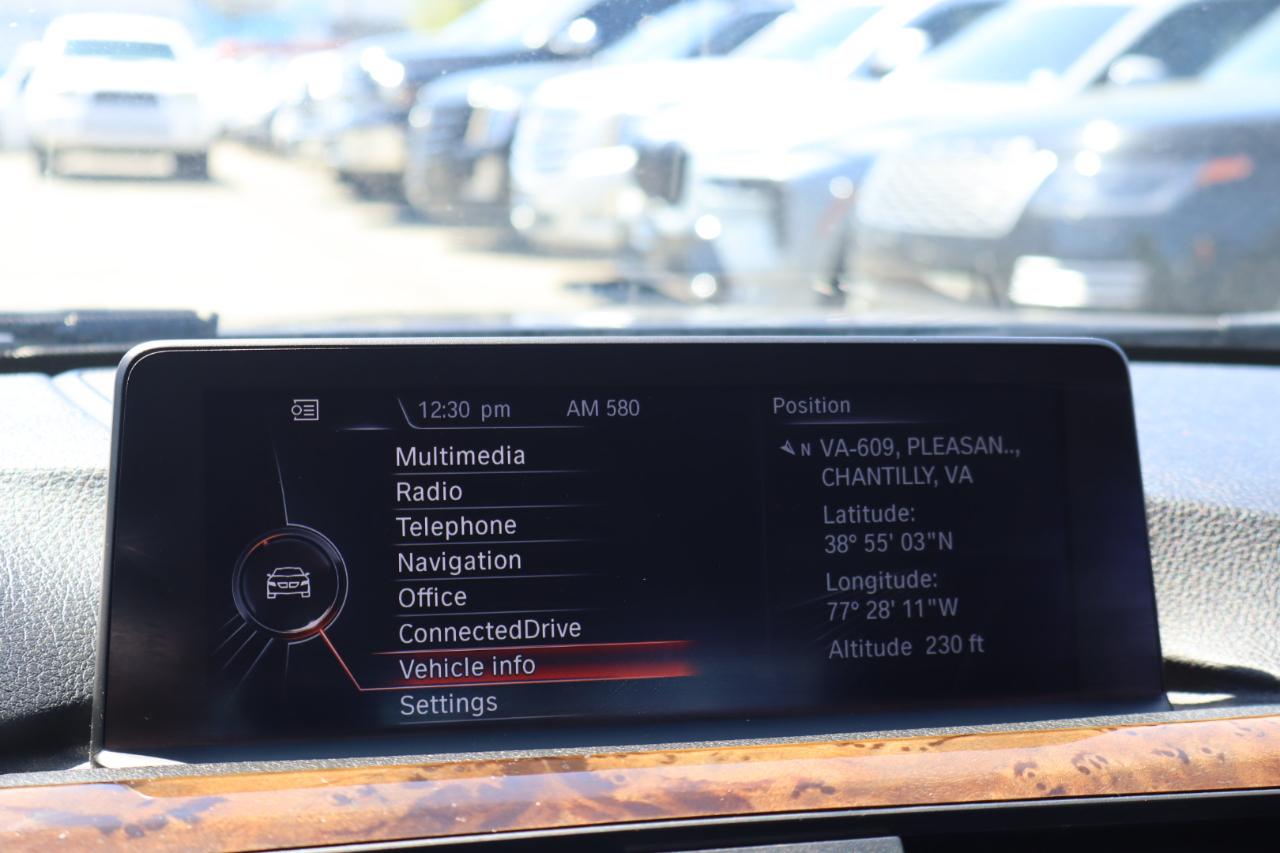 12:30 pm AM 580
Multimedia
Radio
Telephone
Navigation
Office
ConnectedDrive
Vehicle info
Settings
Position
N VA-609, PLEASAN..,
CHANTILLY, VA
Latitude:
38° 55' 03"N
Longitude:
77° 28' 11"W
Altitude 230 ft